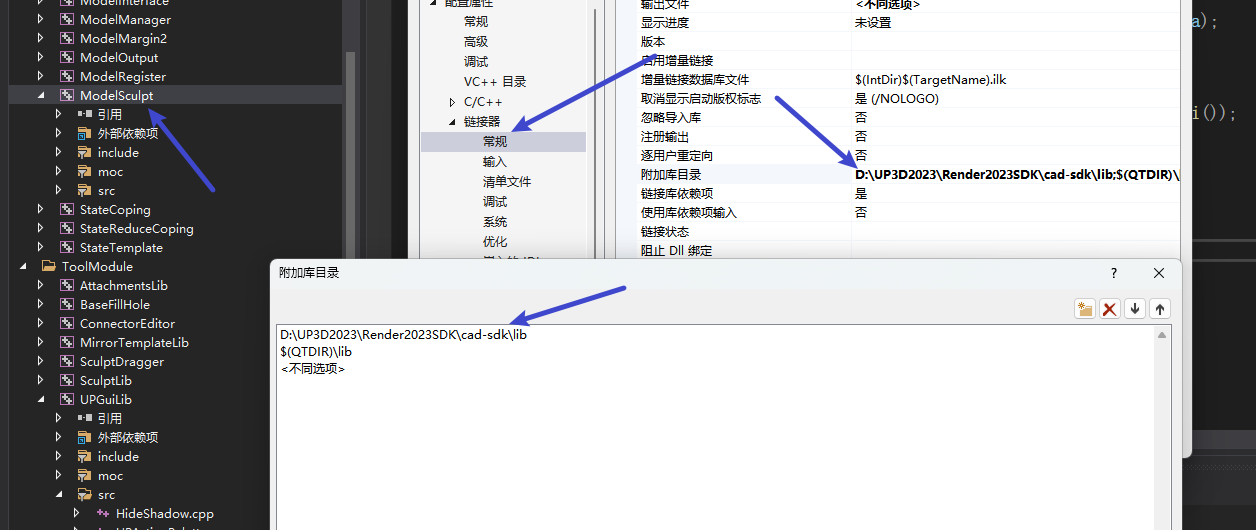 ModelInterface
ModelManager
ModelMargin2
ModelOutput
ModelRegister
ModelSculpt
引用
外部依赖项
include
moc
src
StateCoping
StateReduceCoping
StateTemplate
ToolModule
AttachmentsLib
BaseFillHole
ConnectorEditor
MirrorTemplateLib
SculptDragger
SculptLib
UPGuiLib
引用
外部依赖项
include
moc
src
HideShadow.cpp
配置属性
常规
高级
调试
VC++ 目录
C/C++
链接器
常规
输入
清单文件
调试
系统
优化
输出文件 <不同选项>
显示进度 未设置
版本
启用增量链接
增量链接数据库文件 $(IntDir)$(TargetName).ilk
取消显示启动版权标志 是 (/NOLOGO)
忽略导入库 否
注册输出 否
逐用户重定向 否
附加库目录 D:\UP3D2023\Render2023SDK\cad-sdk\lib;$(QTDIR)\
链接库依赖项 是
使用库依赖项输入 否
链接状态
阻止 Dll 绑定
a);
i());
附加库目录
?
D:\UP3D2023\Render2023SDK\cad-sdk\lib
$(QTDIR)\lib
<不同选项>